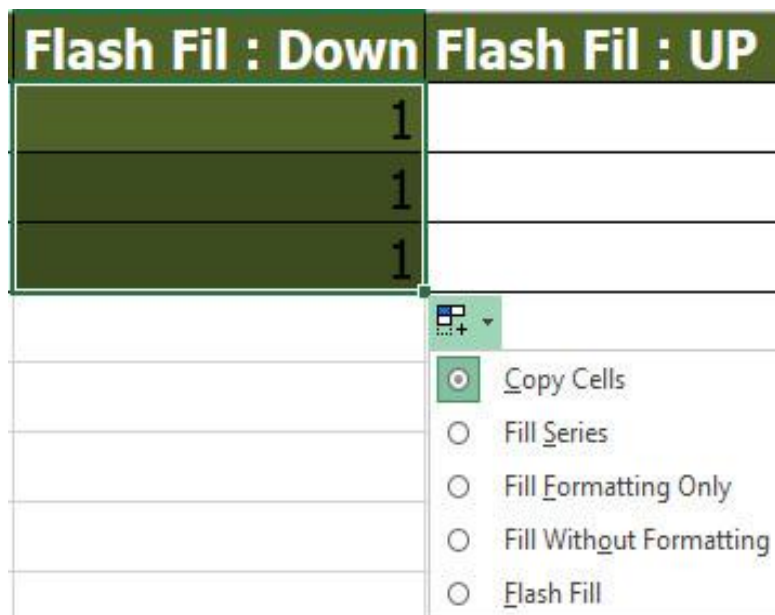 Flash Fil : Down Flash Fil : UP
1
1
1
Copy Cells
Fill Series
Fill Formatting Only
Fill Without Formatting
Flash Fill